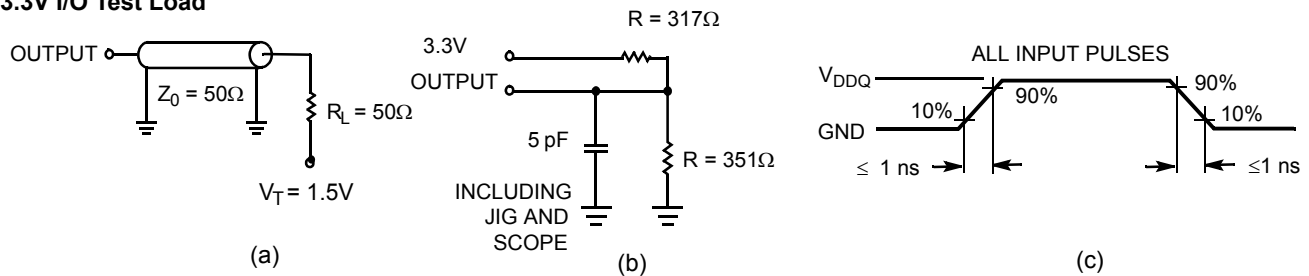 3.3V I/O Test Load
OUTPUT
Z0 = 50Ω
RL = 50Ω
VT = 1.5V
(a)
R = 317Ω
3.3V
OUTPUT
5 pF
R = 351Ω
INCLUDING
JIG AND
SCOPE
(b)
ALL INPUT PULSES
VDDQ
GND
10%
90%
90%
10%
≤ 1 ns
≤1 ns
(c)